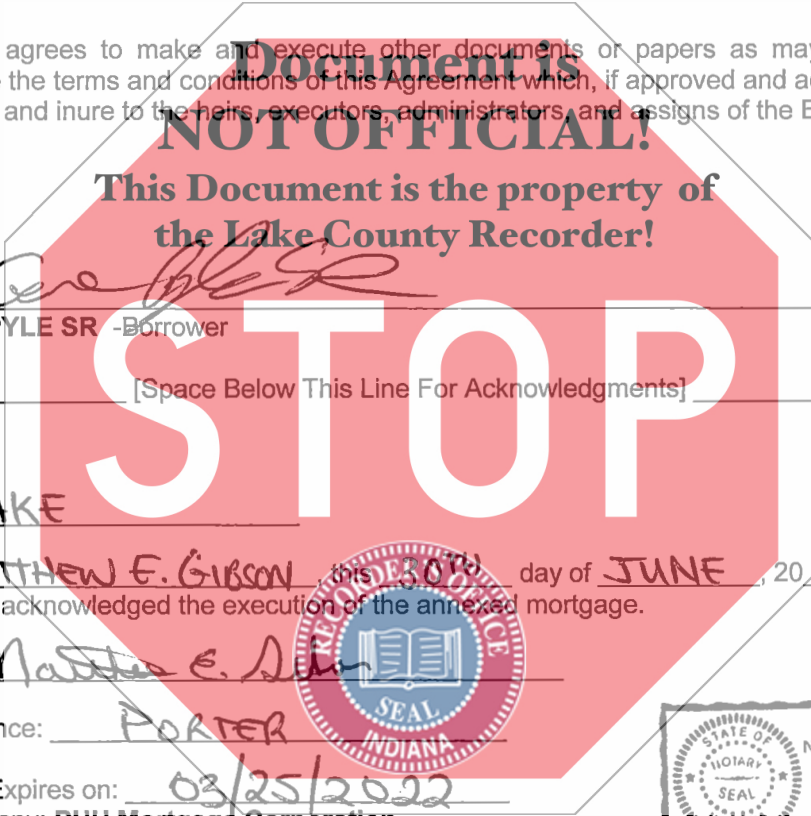 agrees to make and execute other documents or papers as may
the terms and conditions of this Agreement which, if approved and a
and inure to the heirs, executors, administrators, and assigns of the B
Document is
NOT OFFICIAL!
This Document is the property of
the Lake County Recorder!
YLE SR -Borrower
STOP
[Space Below This Line For Acknowledgments]
AKE
THEW E. GIBSON, this 30TH day of JUNE, 20
acknowledged the execution of the annexed mortgage.
RECORDER'S OFFICE
SEAL
INDIANA
nce: PORTER
Expires on: 03/25/2022
PHH Mortgage Corporation
STATE OF
NOTARY
SEAL
N